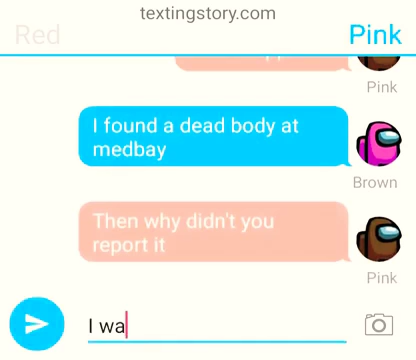 textingstory.com
Red
Pink
Pink
I found a dead body at
medbay
Brown
Then why didn't you
report it
Pink
I wa